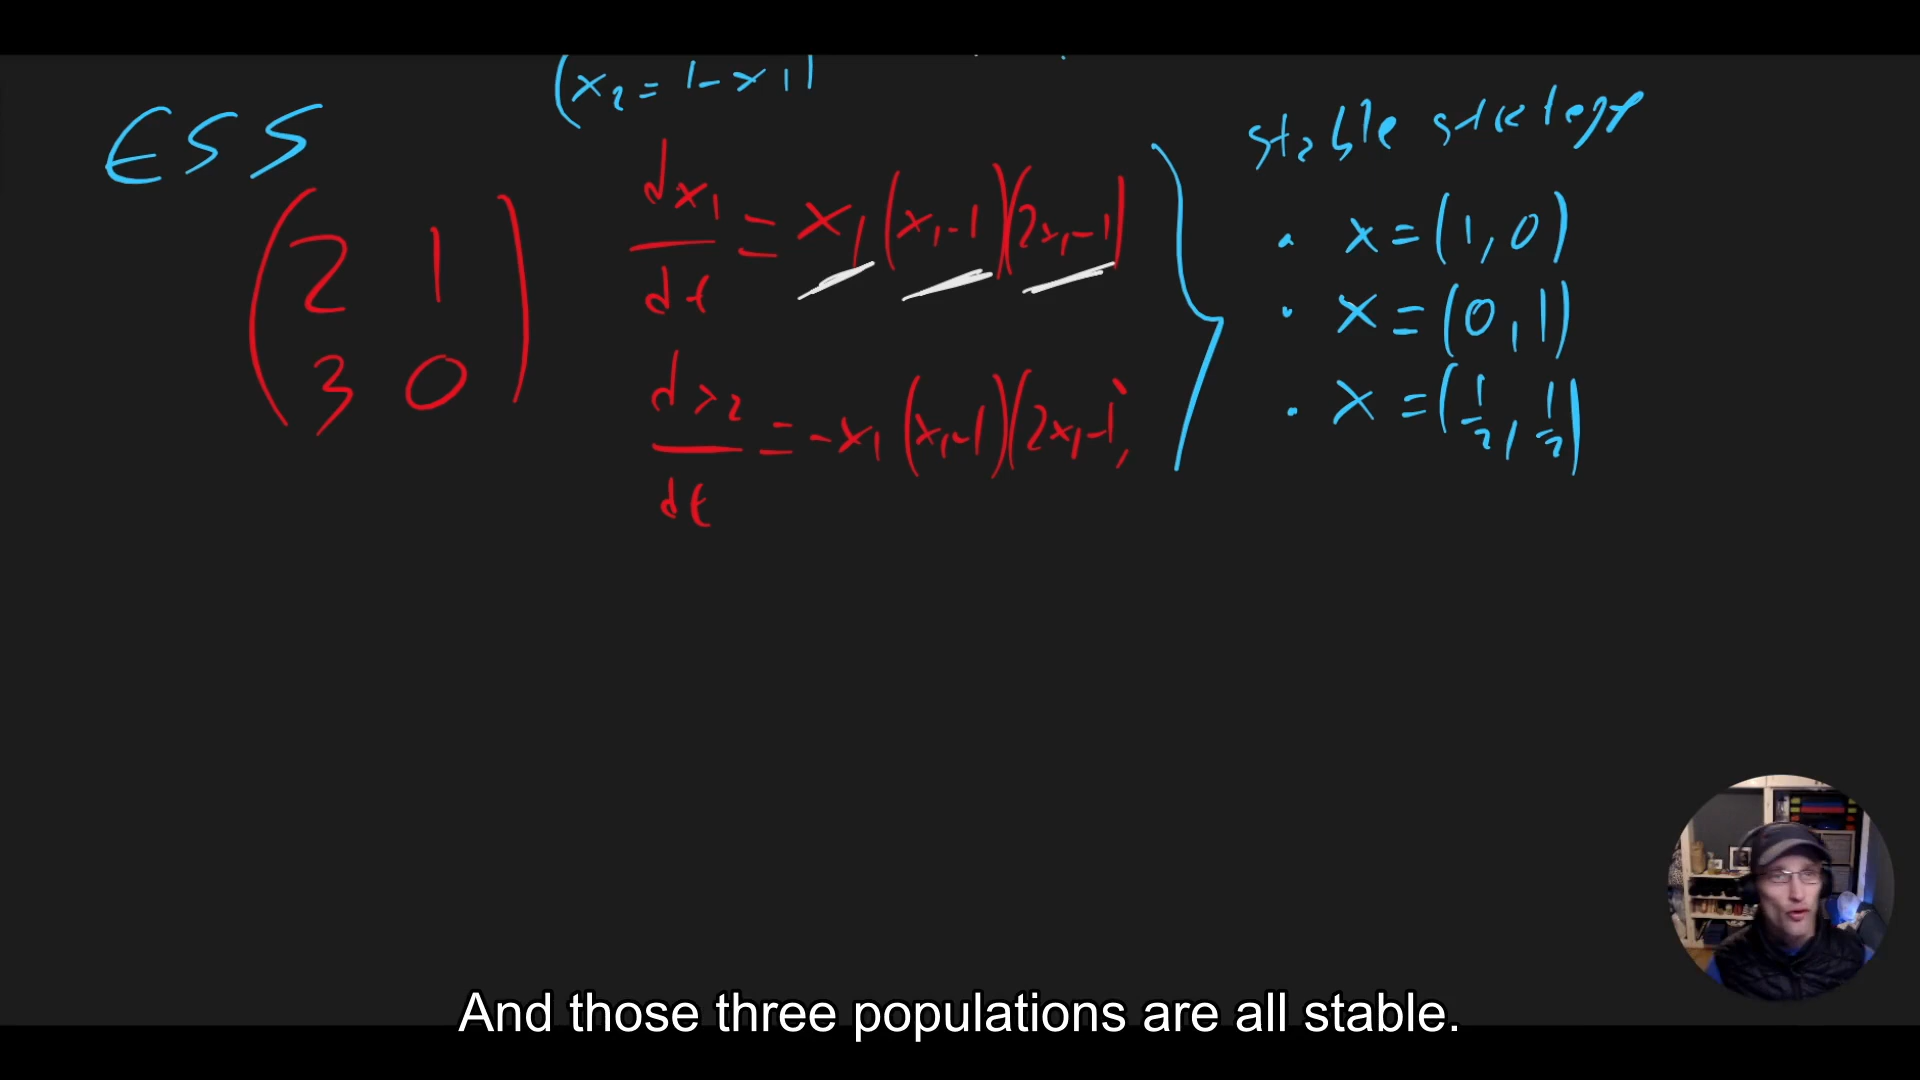 (x₂ = 1 - x₁)
ESS
stable strategy
(2 1
3 0)
dx₁/dt = x₁(x₁-1)(2x₁-1)
dx₂/dt = -x₁(x₁-1)(2x₁-1)
· x = (1, 0)
· x = (0, 1)
· x = (1/2, 1/2)
And those three populations are all stable.